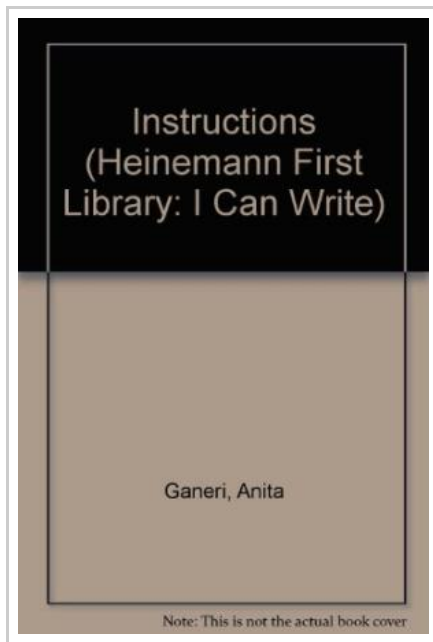 Instructions
(Heinemann First
Library: I Can Write)
Ganeri, Anita
Note: This is not the actual book cover